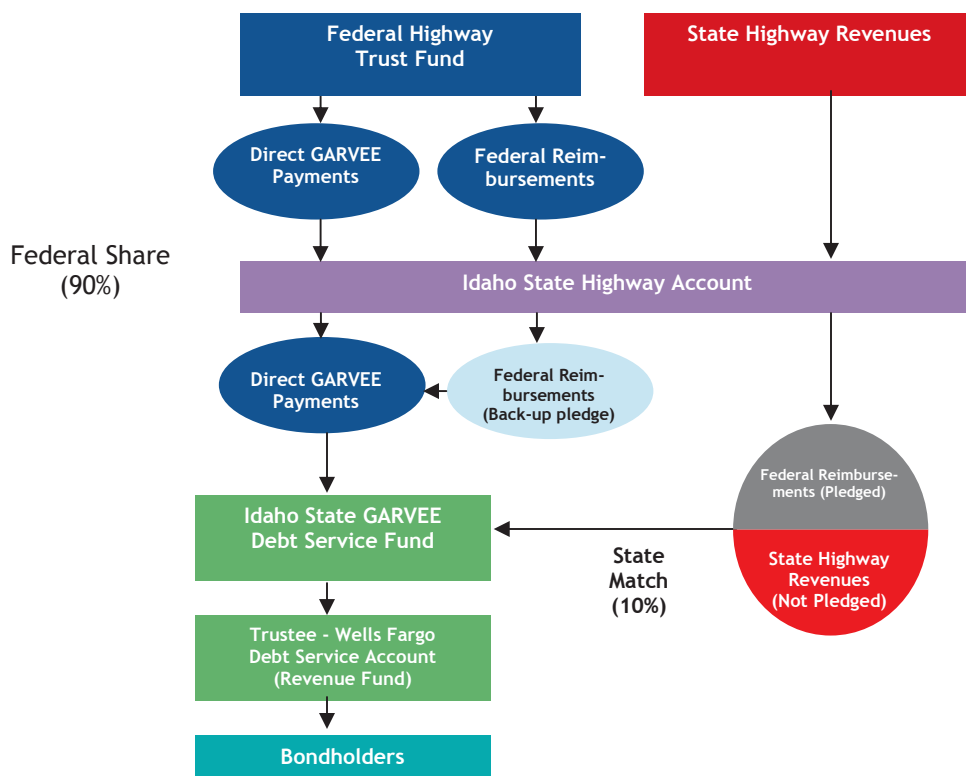 Federal Highway
Trust Fund
State Highway Revenues
Direct GARVEE
Payments
Federal Reim-
bursements
Federal Share
(90%)
Idaho State Highway Account
Direct GARVEE
Payments
Federal Reim-
bursements
(Back-up pledge)
Federal Reimburse-
ments (Pledged)
State Highway
Revenues
(Not Pledged)
Idaho State GARVEE
Debt Service Fund
State
Match
(10%)
Trustee - Wells Fargo
Debt Service Account
(Revenue Fund)
Bondholders